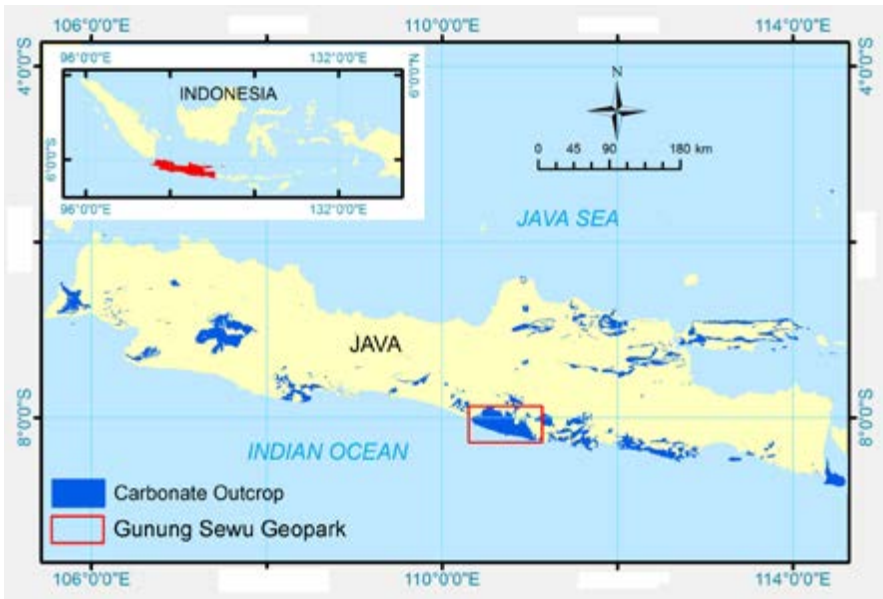 106°0'0"E 110°0'0"E 114°0'0"E
4°0'0"S
4°0'0"S
96°0'0"E 132°0'0"E
6°0'0"N
INDONESIA
6°0'0"S
96°0'0"E 132°0'0"E
N
0 45 90 180 km
JAVA SEA
JAVA
8°0'0"S
8°0'0"S
INDIAN OCEAN
Carbonate Outcrop
Gunung Sewu Geopark
106°0'0"E 110°0'0"E 114°0'0"E